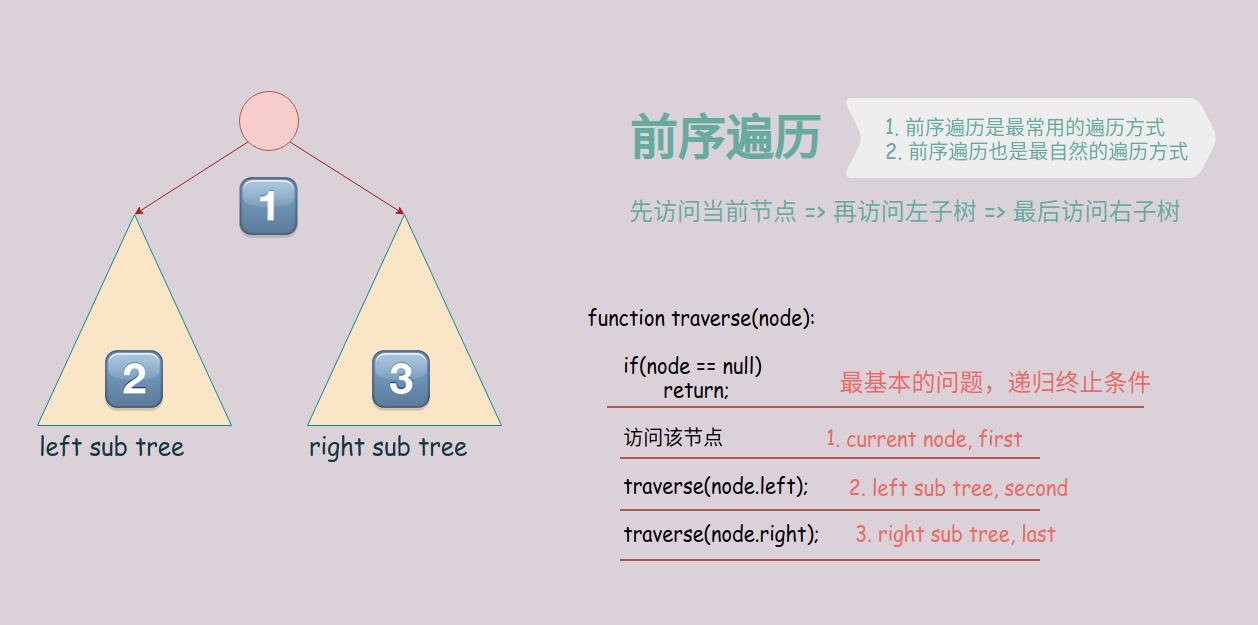 1
2
3
left sub tree
right sub tree
前序遍历
1. 前序遍历是最常用的遍历方式
2. 前序遍历也是最自然的遍历方式
先访问当前节点 => 再访问左子树 => 最后访问右子树
function traverse(node):
if(node == null)
return;
最基本的问题，递归终止条件
访问该节点
1. current node, first
traverse(node.left);
2. left sub tree, second
traverse(node.right);
3. right sub tree, last